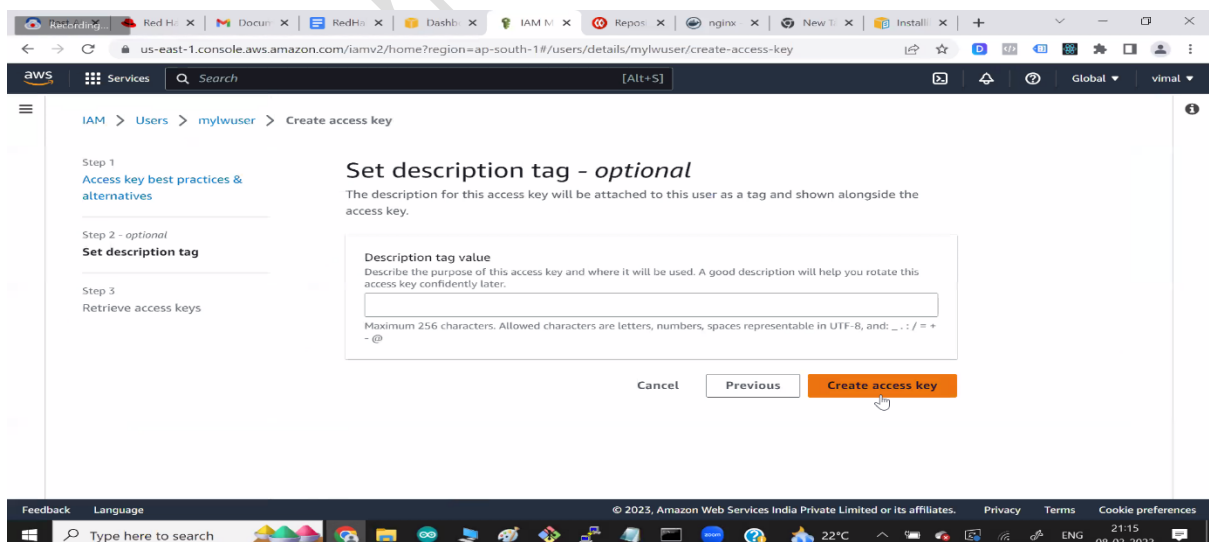 Recording...
Red H
M Docum
RedHa
Dashb
IAM M
Repos
nginx
New T
Install
us-east-1.console.aws.amazon.com/iamv2/home?region=ap-south-1#/users/details/mylwuser/create-access-key
aws
Services
Search
[Alt+S]
Global
vimal
IAM > Users > mylwuser > Create access key
Step 1
Access key best practices &
alternatives
Step 2 - optional
Set description tag
Step 3
Retrieve access keys
Set description tag - optional
The description for this access key will be attached to this user as a tag and shown alongside the
access key.
Description tag value
Describe the purpose of this access key and where it will be used. A good description will help you rotate this
access key confidently later.
Maximum 256 characters. Allowed characters are letters, numbers, spaces representable in UTF-8, and: _ . : / = +
- @
Cancel
Previous
Create access key
Feedback
Language
© 2023, Amazon Web Services India Private Limited or its affiliates.
Privacy
Terms
Cookie preferences
Type here to search
zoom
22°C
ENG
21:15
08-02-2023